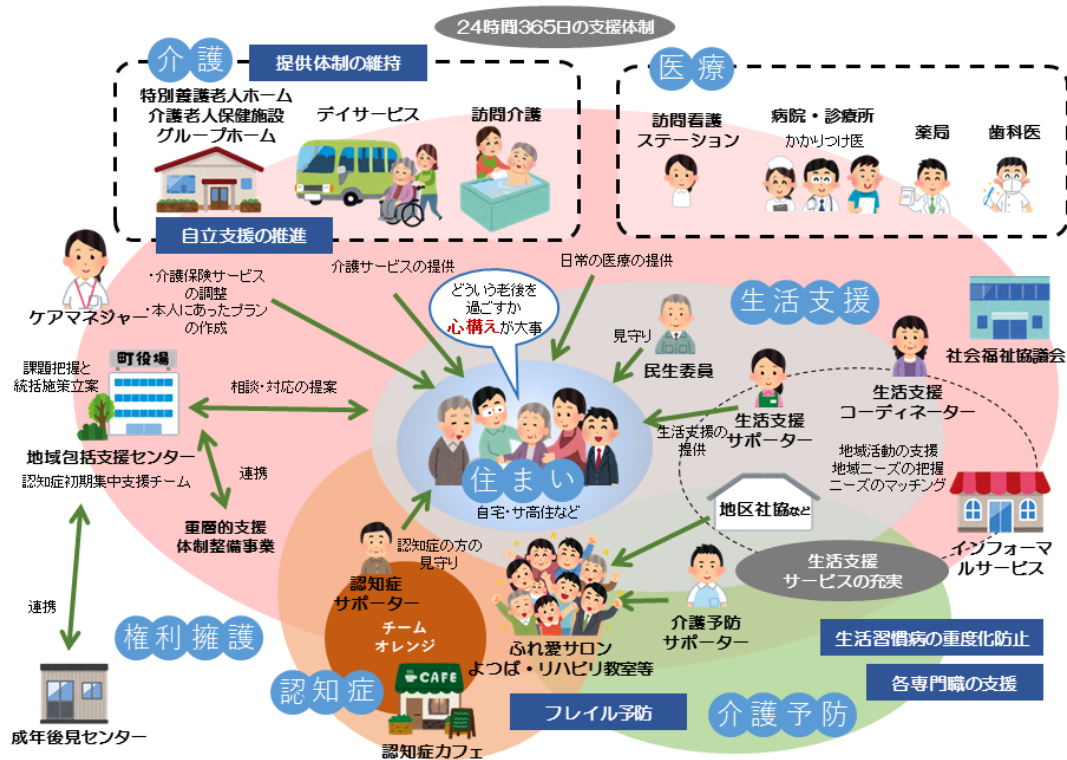 24時間365日の支援体制
介護
提供体制の維持
特別養護老人ホーム
介護老人保健施設
グループホーム
デイサービス
訪問介護
自立支援の推進
医療
訪問看護
ステーション
病院・診療所
かかりつけ医
薬局
歯科医
ケアマネジャー
・介護保険サービス
の調整
・本人にあったプラン
の作成
介護サービスの提供
日常の医療の提供
どういう老後を
過ごすか
心構えが大事
見守り
民生委員
生活支援
社会福祉協議会
生活支援
コーディネーター
生活支援
サポーター
生活支援の
提供
地域活動の支援
地域ニーズの把握
ニーズのマッチング
課題把握と
統括施策立案
町役場
相談・対応の提案
地域包括支援センター
認知症初期集中支援チーム
連携
重層的支援
体制整備事業
住まい
自宅・サ高住など
地区社協など
インフォーマ
ルサービス
生活支援
サービスの充実
認知症の方の
見守り
認知症
サポーター
チーム
オレンジ
CAFE
認知症カフェ
認知症
ふれ愛サロン
よつば・リハビリ教室等
介護予防
サポーター
生活習慣病の重度化防止
各専門職の支援
フレイル予防
介護予防
連携
権利擁護
成年後見センター